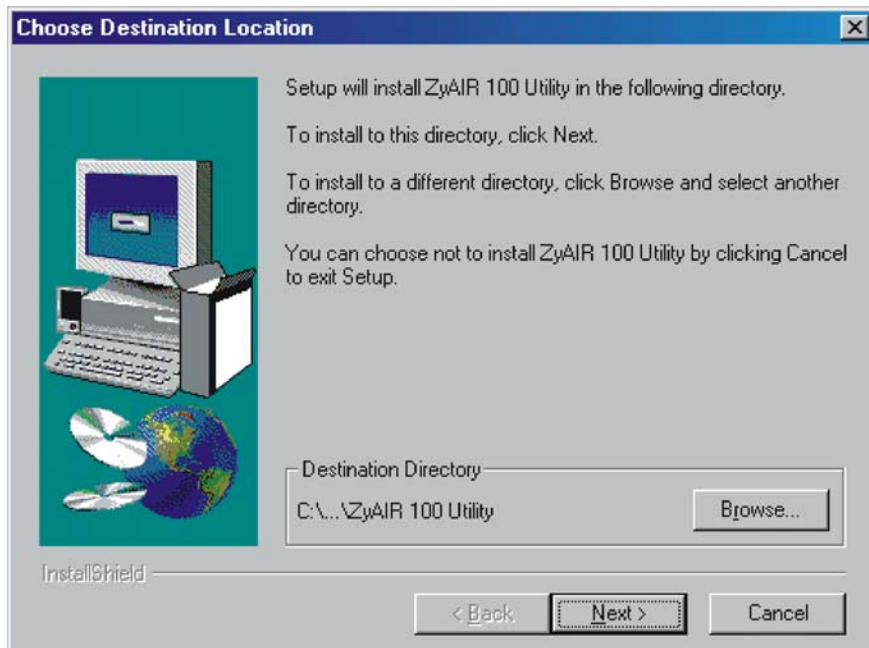 Choose Destination Location
Setup will install ZyAIR 100 Utility in the following directory.
To install to this directory, click Next.
To install to a different directory, click Browse and select another
directory.
You can choose not to install ZyAIR 100 Utility by clicking Cancel
to exit Setup.
Destination Directory
C:\...\ZyAIR 100 Utility
Browse...
InstallShield
< Back
Next >
Cancel